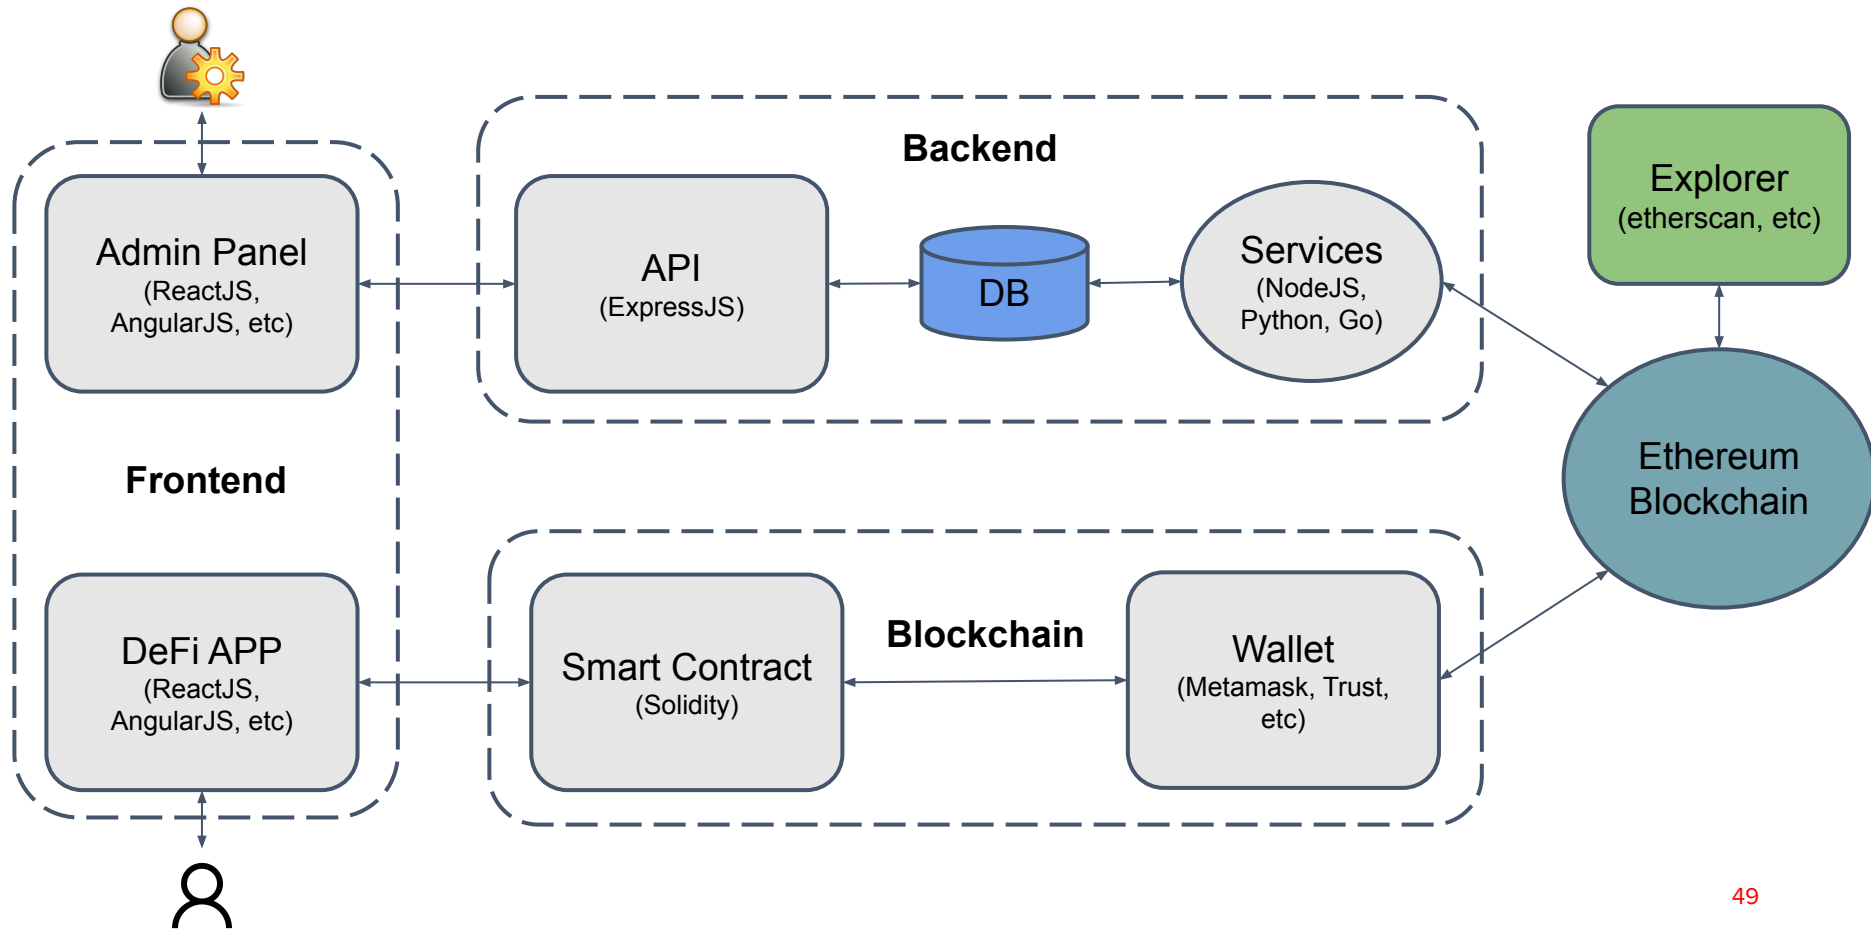 Backend
Explorer
(etherscan, etc)
Admin Panel
(ReactJS,
AngularJS, etc)
API
(ExpressJS)
DB
Services
(NodeJS,
Python, Go)
Frontend
Ethereum
Blockchain
DeFi APP
(ReactJS,
AngularJS, etc)
Smart Contract
(Solidity)
Blockchain
Wallet
(Metamask, Trust,
etc)
49